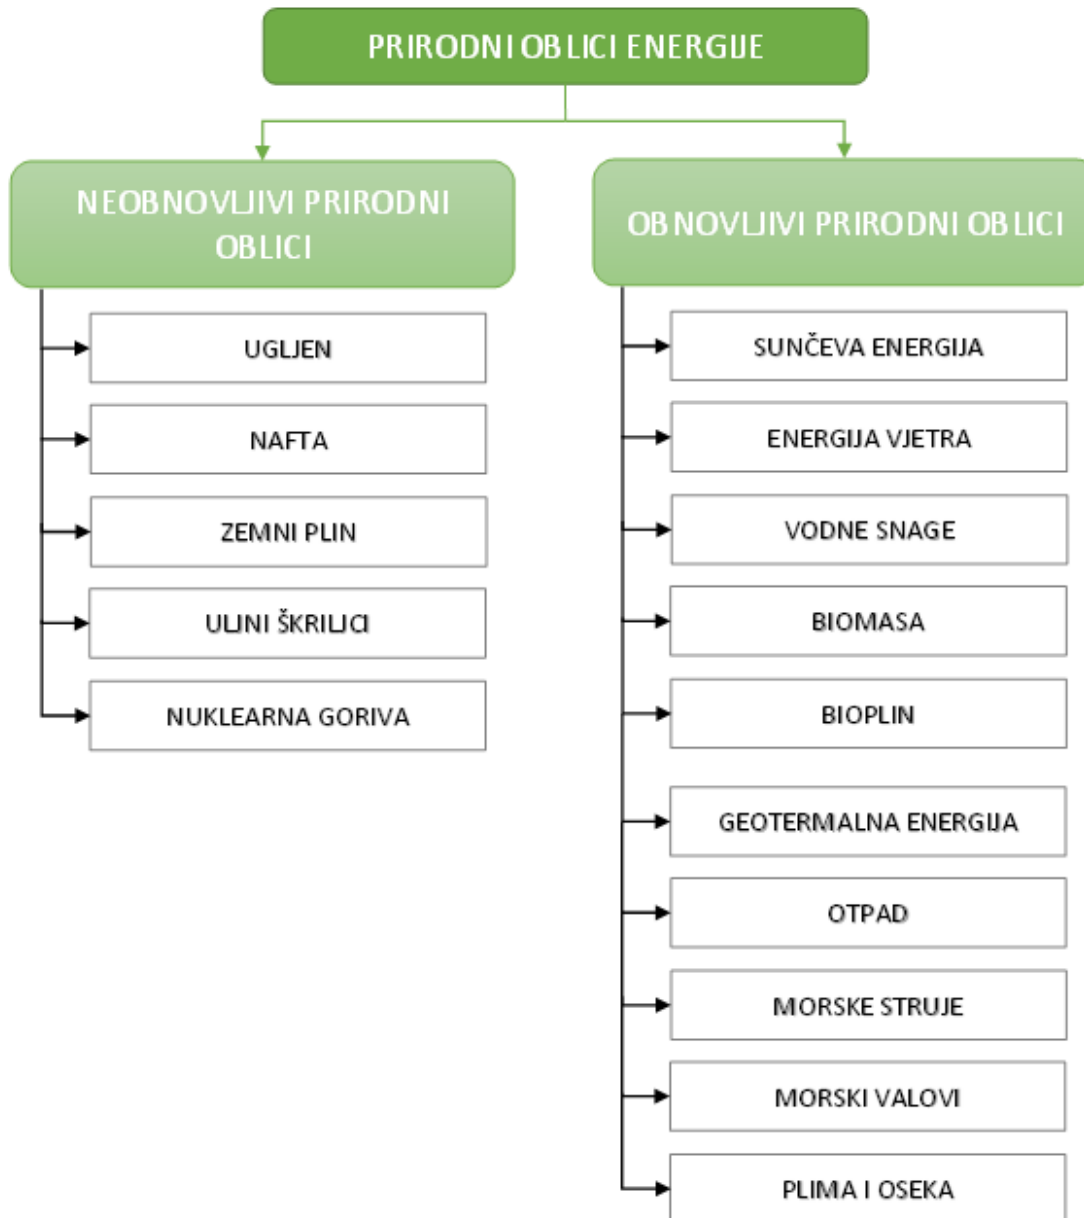 PRIRODNI OBLICI ENERGIJE
NEOBNOVLJIVI PRIRODNI
OBLICI
UGLJEN
NAFTA
ZEMNI PLIN
ULJNI ŠKRILJCI
NUKLEARNA GORIVA
OBNOVLJIVI PRIRODNI OBLICI
SUNČEVA ENERGIJA
ENERGIJA VJETRA
VODNE SNAGE
BIOMASA
BIOPLIN
GEOTERMALNA ENERGIJA
OTPAD
MORSKE STRUJE
MORSKI VALOVI
PLIMA I OSEKA